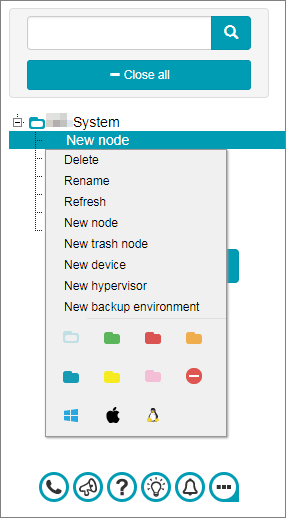 Close all
System
New node
Delete
Rename
Refresh
New node
New trash node
New device
New hypervisor
New backup environment